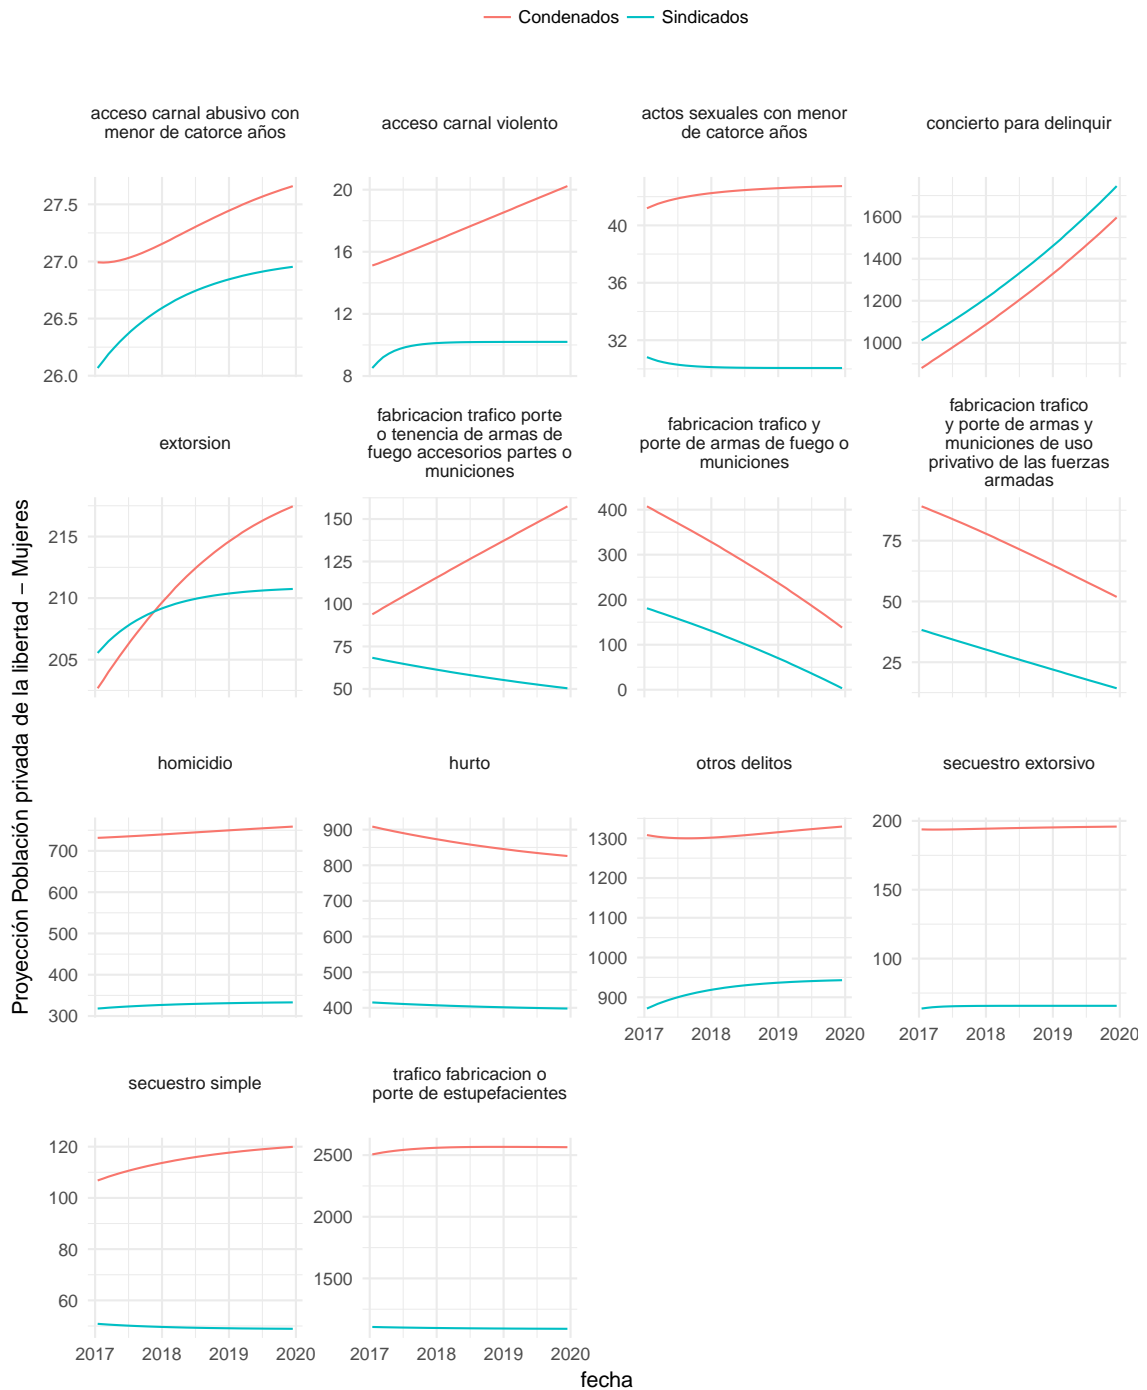 Condenados
Sindicados
acceso carnal abusivo con
menor de catorce años
acceso carnal violento
actos sexuales con menor
de catorce años
concierto para delinquir
27.5
27.0
26.5
26.0
20
16
12
8
40
36
32
1600
1400
1200
1000
extorsion
fabricacion trafico porte
o tenencia de armas de
fuego accesorios partes o
municiones
fabricacion trafico y
porte de armas de fuego o
municiones
fabricacion trafico
y porte de armas y
municiones de uso
privativo de las fuerzas
armadas
215
210
205
150
125
100
75
50
400
300
200
100
0
75
50
25
Proyección Población privada de la libertad – Mujeres
homicidio
hurto
otros delitos
secuestro extorsivo
700
600
500
400
300
900
800
700
600
500
400
1300
1200
1100
1000
900
200
150
100
2017 2018 2019 2020
2017 2018 2019 2020
secuestro simple
trafico fabricacion o
porte de estupefacientes
120
100
80
60
2500
2000
1500
2017 2018 2019 2020
2017 2018 2019 2020
fecha